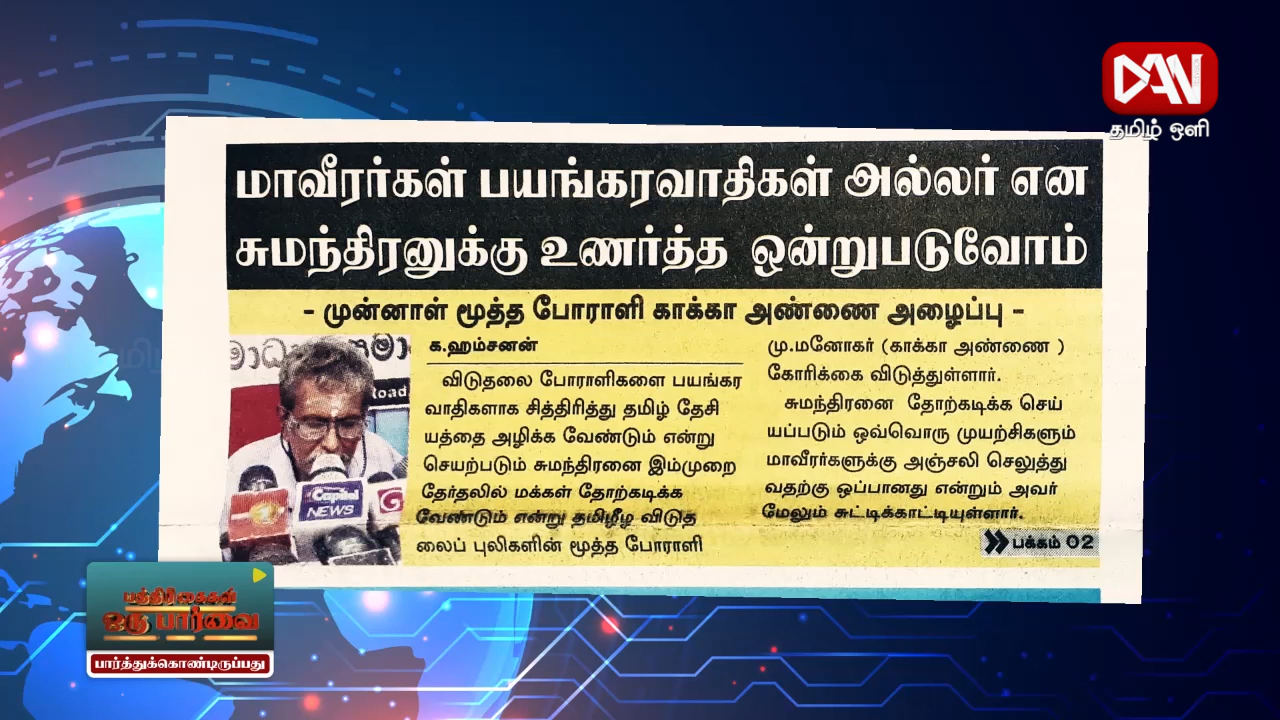 DAN
தமிழ் ஒளி
மாவீரர்கள் பயங்கரவாதிகள் அல்லர் என
சுமந்திரனுக்கு உணர்த்த ஒன்றுபடுவோம்
- முன்னாள் மூத்த போராளி காக்கா அண்ணை அழைப்பு -
க.ஹம்சனன்
விடுதலை போராளிகளை பயங்கர
வாதிகளாக சித்திரித்து தமிழ் தேசி
யத்தை அழிக்க வேண்டும் என்று
செயற்படும் சுமந்திரனை இம்முறை
தேர்தலில் மக்கள் தோற்கடிக்க
வேண்டும் என்று தமிழீழ விடுத
லைப் புலிகளின் மூத்த போராளி
மு.மனோகர் (காக்கா அண்ணை )
கோரிக்கை விடுத்துள்ளார்.
சுமந்திரனை தோற்கடிக்க செய்
யப்படும் ஒவ்வொரு முயற்சிகளும்
மாவீரர்களுக்கு அஞ்சலி செலுத்து
வதற்கு ஒப்பானது என்றும் அவர்
மேலும் சுட்டிக்காட்டியுள்ளார்.
பக்கம் 02
Road
Capital
NEWS
பத்திரிகைகள்
ஒரு பார்வை
பார்த்துக்கொண்டிருப்பது